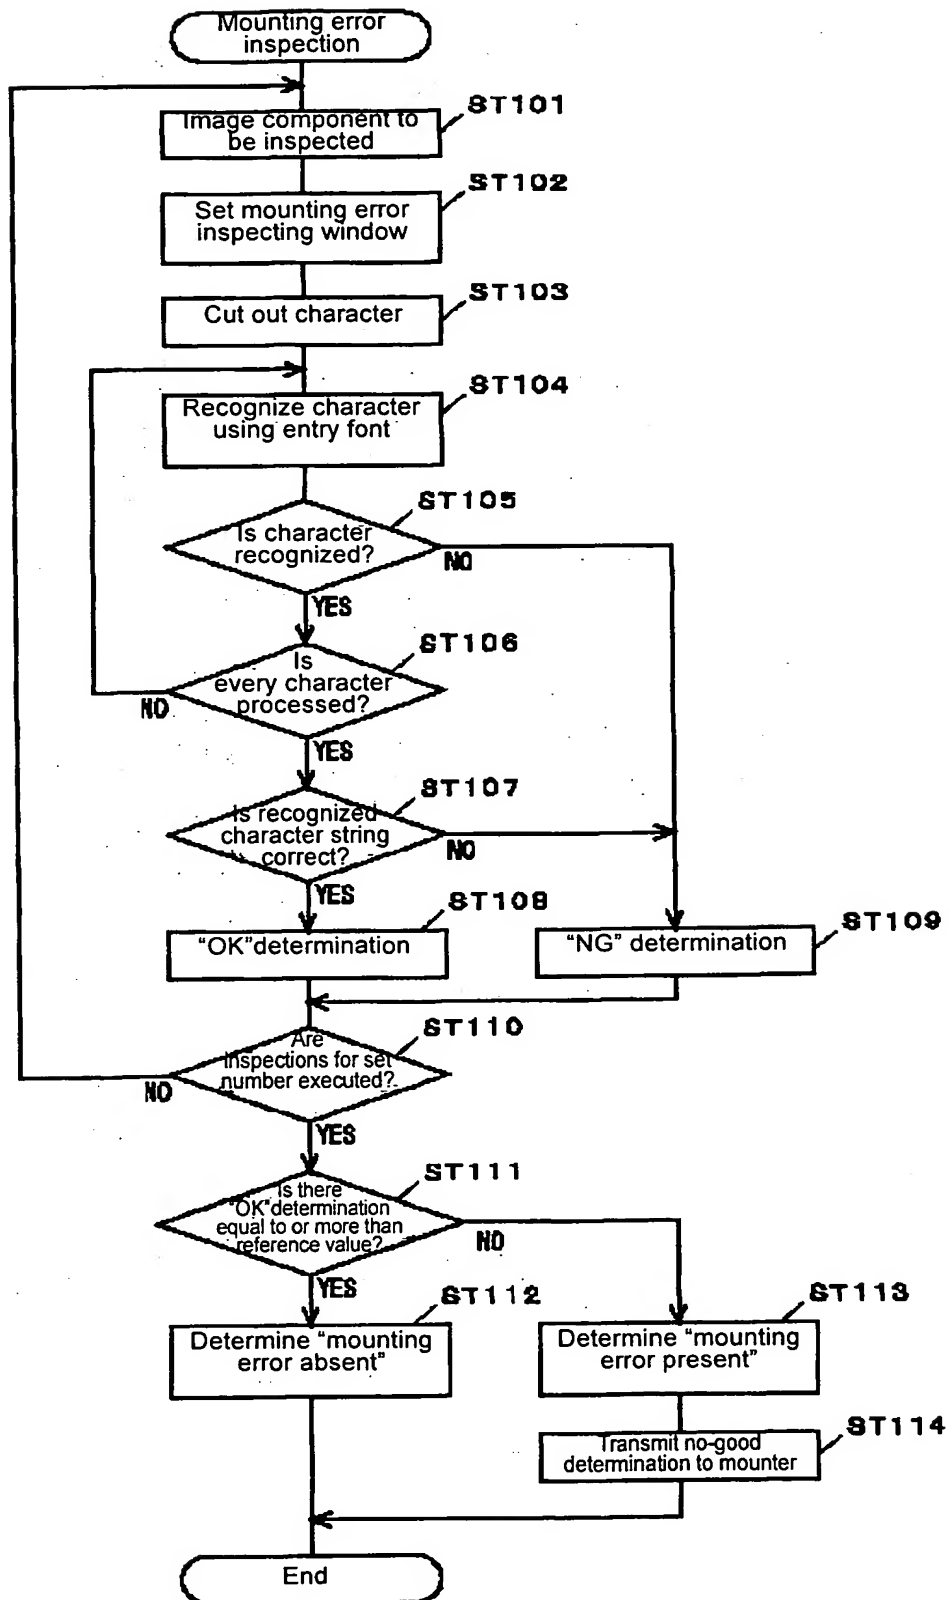 Mounting error
inspection
ST101
Image component to
be inspected
ST102
Set mounting error
inspecting window
ST103
Cut out character
ST104
Recognize character
using entry font
ST105
Is character
recognized?
NO
YES
ST106
Is
every character
processed?
NO
YES
ST107
Is recognized
character string
correct?
NO
YES
ST108
"OK"determination
ST109
"NG" determination
ST110
Are
inspections for set
number executed?
NO
YES
ST111
Is there
"OK"determination
equal to or more than
reference value?
NO
YES
ST112
Determine "mounting
error absent"
ST113
Determine "mounting
error present"
ST114
Transmit no-good
determination to mounter
End